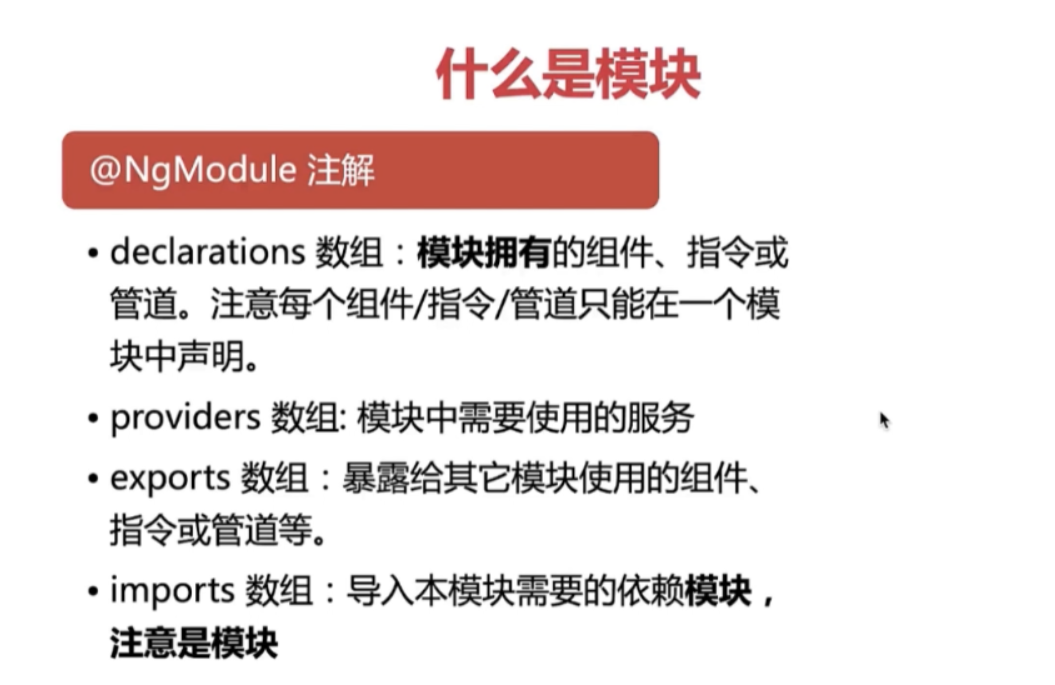 什么是模块
@NgModule 注解
• declarations 数组：模块拥有的组件、指令或
管道。注意每个组件/指令/管道只能在一个模
块中声明。
• providers 数组: 模块中需要使用的服务
• exports 数组：暴露给其它模块使用的组件、
指令或管道等。
• imports 数组：导入本模块需要的依赖模块，
注意是模块